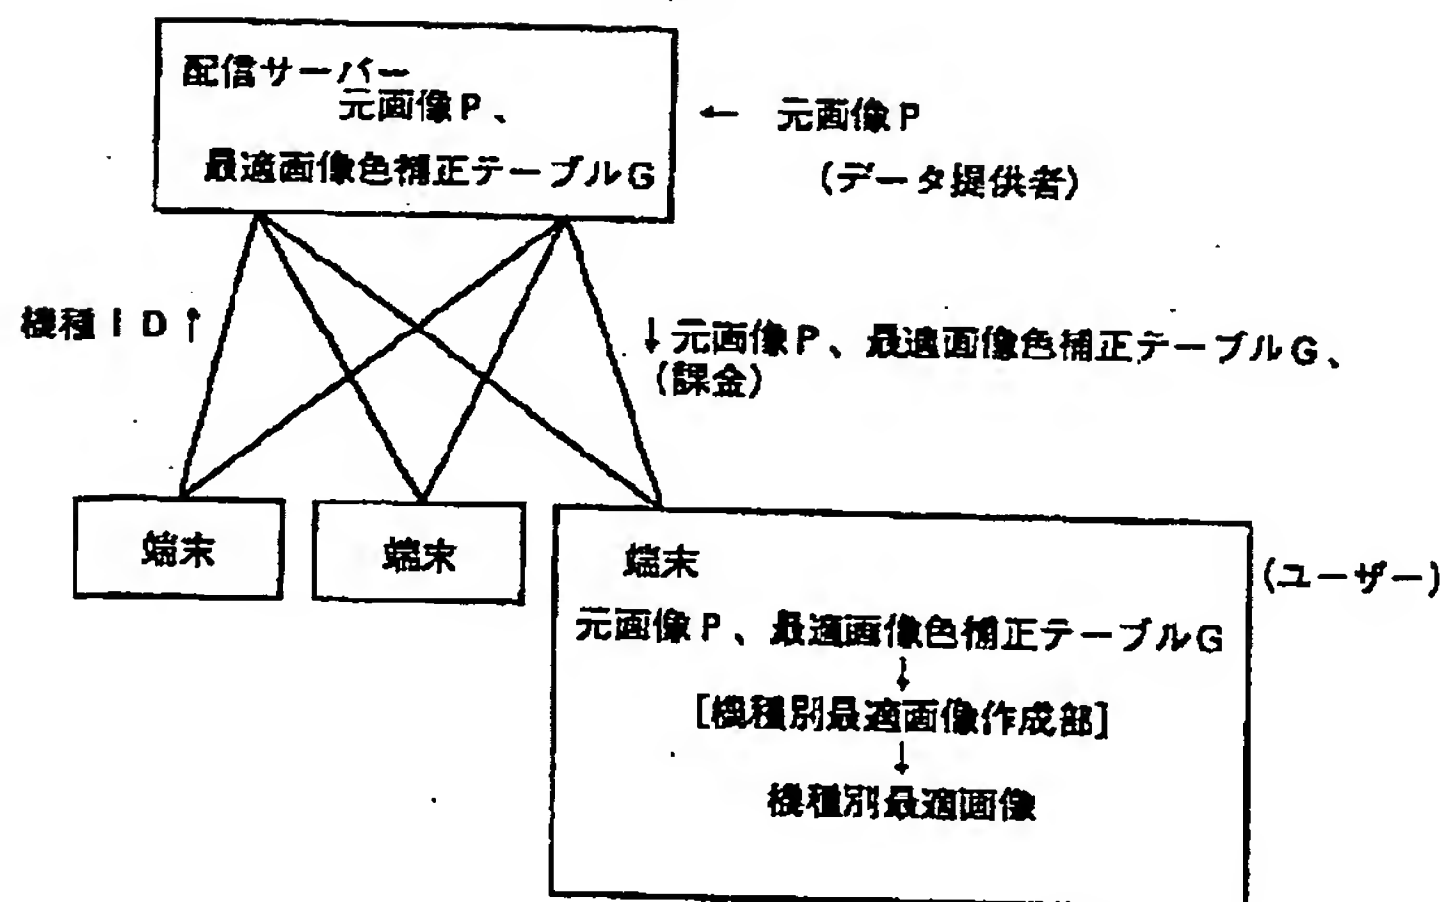 配信サーバー
元画像P、
最適画像色補正テーブルG
← 元画像P
(データ提供者)
機種ID↑
↓元画像P、最適画像色補正テーブルG、
(課金)
端末
端末
端末
(ユーザー)
元画像P、最適画像色補正テーブルG
↓
[機種別最適画像作成部]
↓
機種別最適画像